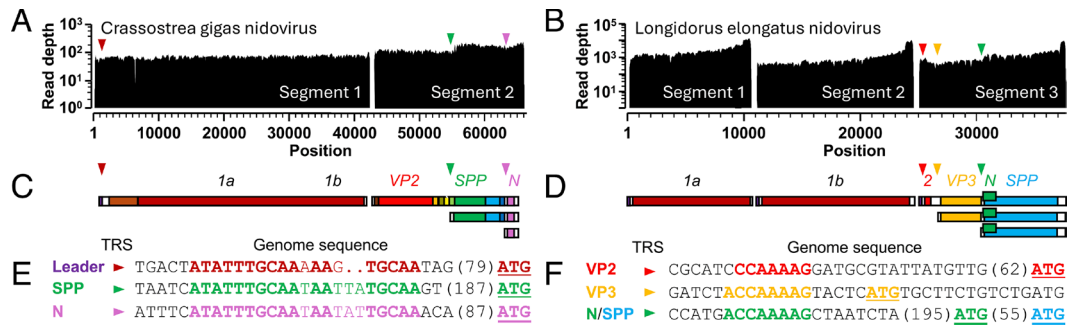 A
Crassostrea gigas nidovirus
Read depth
10³
10²
10¹
10⁰
Segment 1
Segment 2
1 10000 20000 30000 40000 50000 60000
Position
B
Longidorus elongatus nidovirus
Read depth
10⁵
10³
10¹
Segment 1
Segment 2
Segment 3
1 10000 20000 30000
Position
C
1a 1b VP2 SPP N
D
1a 1b 2 VP3 N SPP
TRS Genome sequence
E
Leader TGACTATATTTGCAAAAAG..TGCAATAG(79) ATG
SPP TAATCATATTTGCAATAATTATGCAAGT(187) ATG
N ATTTCATATTTGCAATAATATTGCAAACA(87) ATG
TRS Genome sequence
F
VP2 CGCATCCCAAAAGGATGCGTATTATGTTG(62) ATG
VP3 GATCTACCAAAAGTACTCATGTGCTTCTGTCTGATG
N/SPP CCATGACCAAAAGCTAATCTA(195) ATG(55) ATG